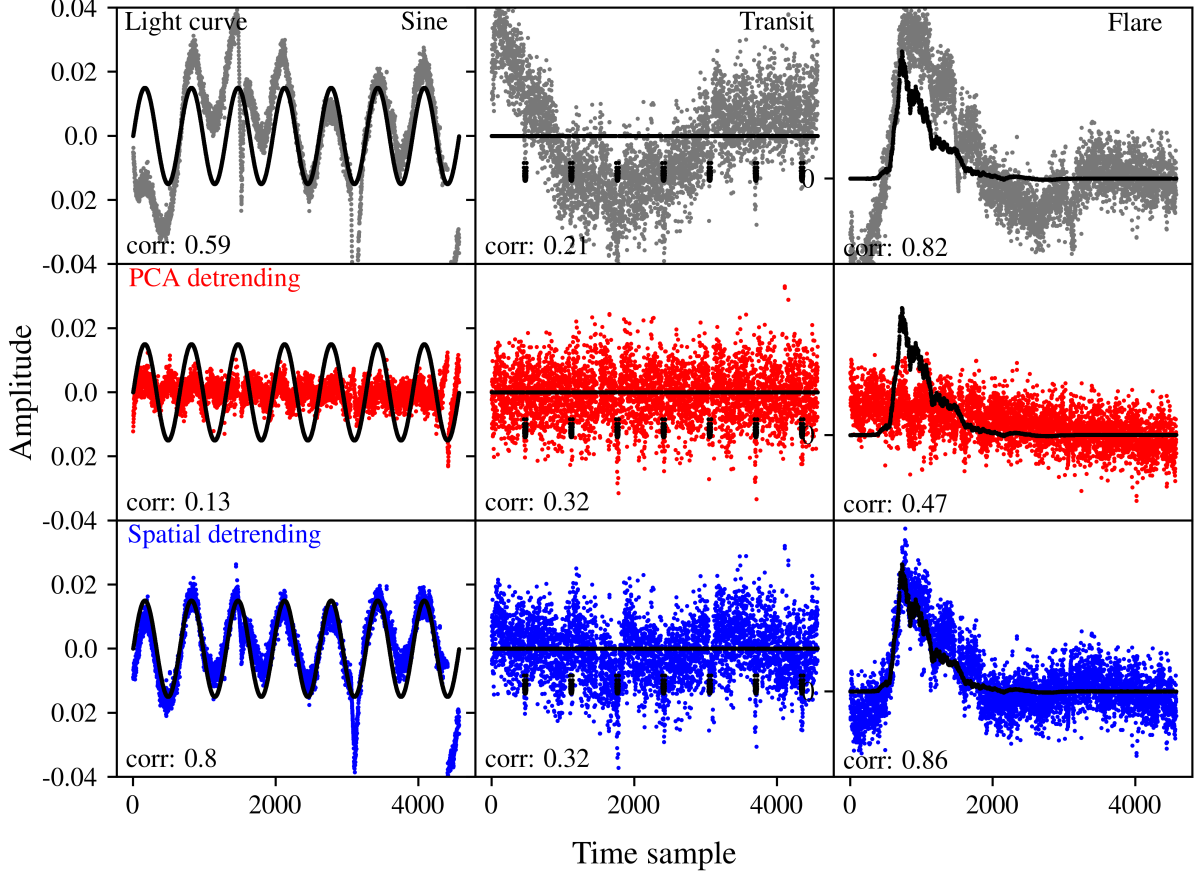 0.04
Light curve
Sine
Transit
Flare
0.02
0.0
0
0.02
corr: 0.59
corr: 0.21
corr: 0.82
-0.04
PCA detrending
0.02
0.0
0
0.02
corr: 0.13
corr: 0.32
corr: 0.47
-0.04
Spatial detrending
0.02
0.0
0
0.02
corr: 0.8
corr: 0.32
corr: 0.86
-0.04
0
2000
4000
0
2000
4000
0
2000
4000
Amplitude
Time sample